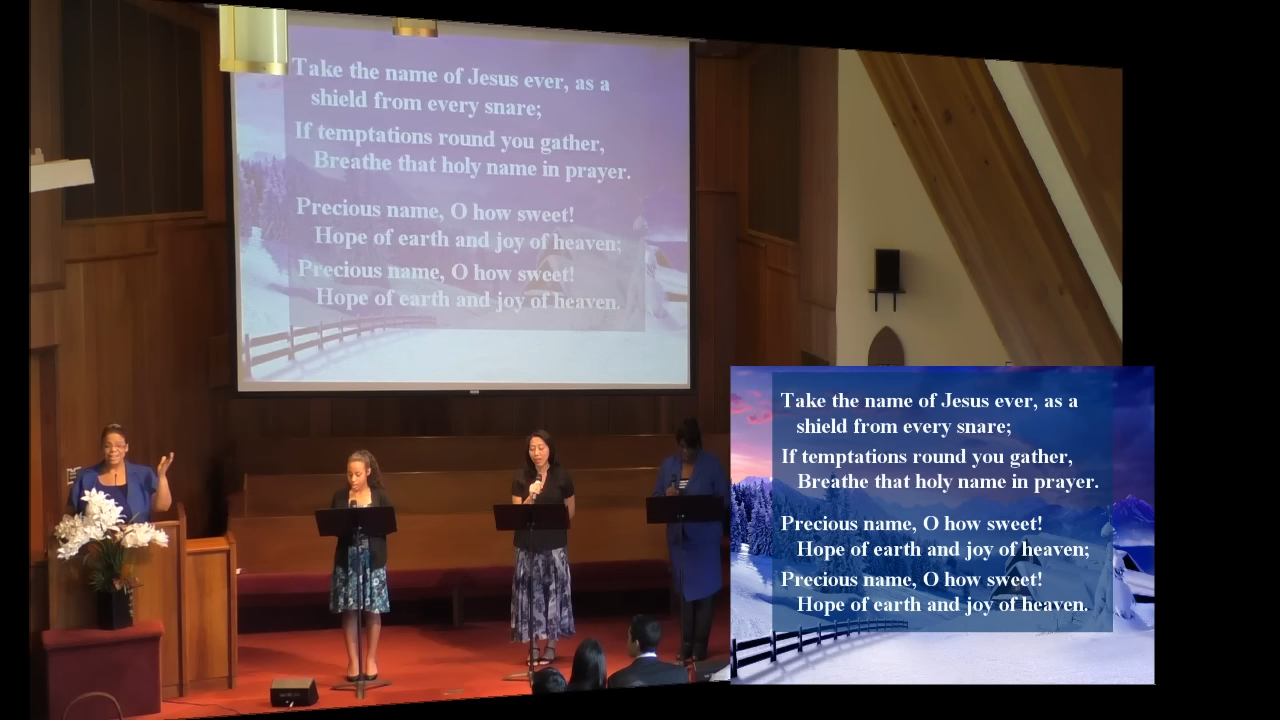 Take the name of Jesus ever, as a
shield from every snare;
If temptations round you gather,
Breathe that holy name in prayer.
Precious name, O how sweet!
Hope of earth and joy of heaven;
Precious name, O how sweet!
Hope of earth and joy of heaven.
Take the name of Jesus ever, as a
shield from every snare;
If temptations round you gather,
Breathe that holy name in prayer.
Precious name, O how sweet!
Hope of earth and joy of heaven;
Precious name, O how sweet!
Hope of earth and joy of heaven.